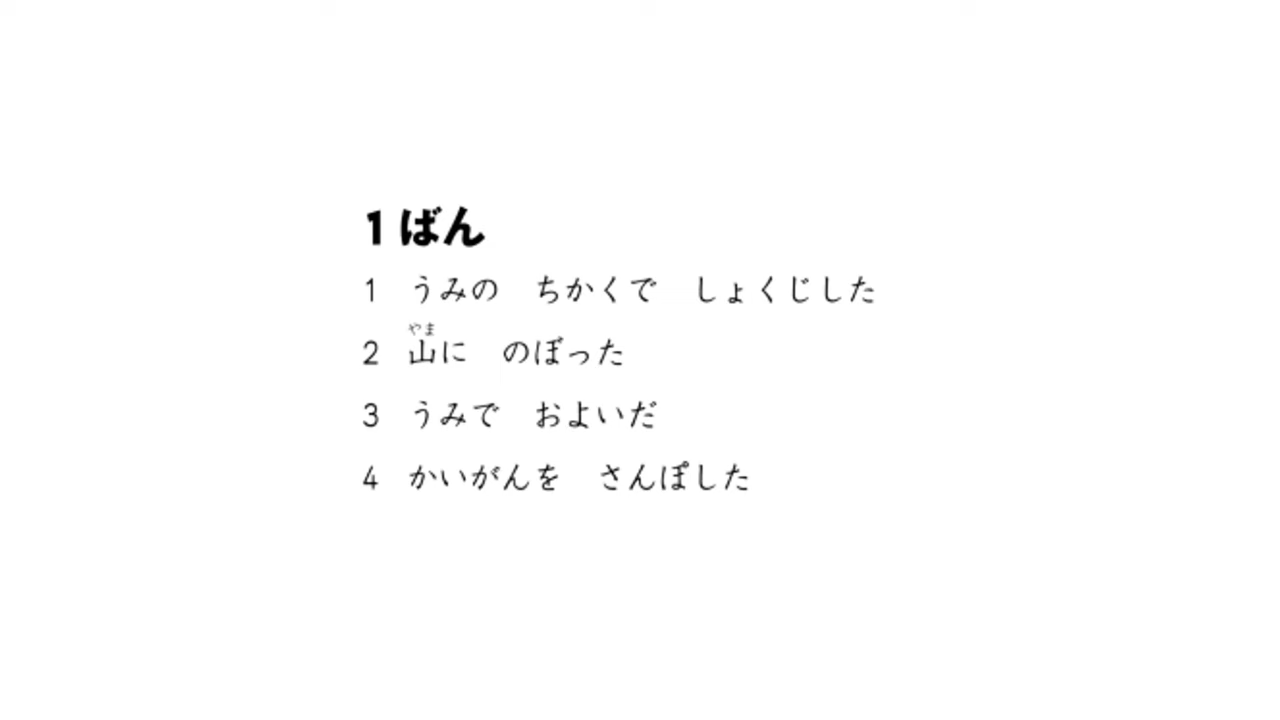 1 ばん
1 うみの ちかくで しょくじした
やま
2 山に のぼった
3 うみで およいだ
4 かいがんを さんぽした